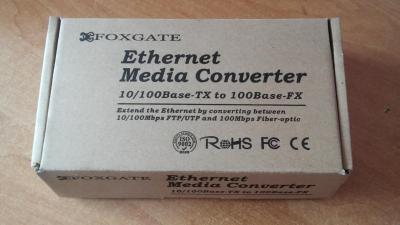 FOXGATE
Ethernet
Media Converter
10/100Base-TX to 100Base-FX
Extend the Ethernet by converting between
10/100Mbps FTP/UTP and 100Mbps Fiber-optic
ISO
9002
RoHS FC CE
FOXGATE
Ethernet
Media Converter
10/100Base-TX to 100Base-FX